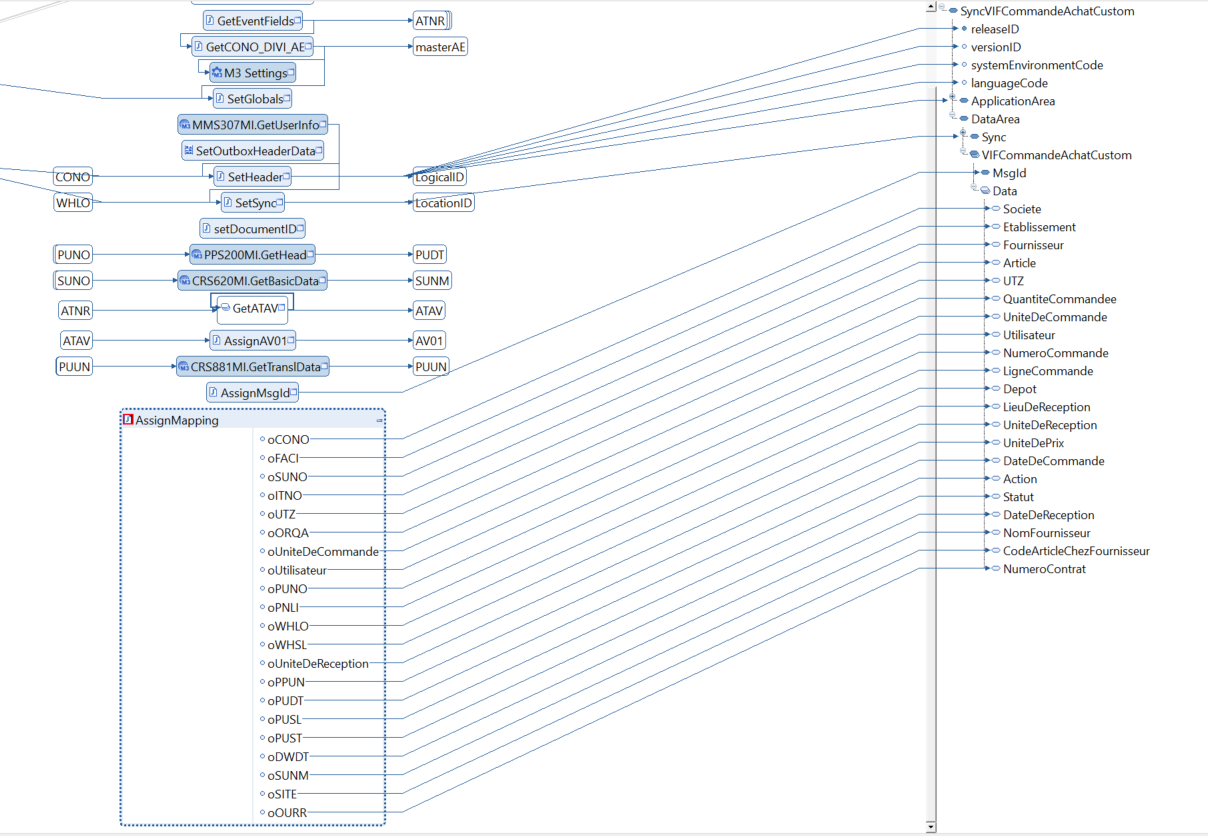 GetEventFields
ATNR
GetCONO_DIVI_AE
masterAE
M3 Settings
SetGlobals
MMS307MI.GetUserInfo
SetOutboxHeaderData
CONO
SetHeader
LogicalID
WHLO
SetSync
LocationID
setDocumentID
PUNO
PPS200MI.GetHead
PUDT
SUNO
CRS620MI.GetBasicData
SUNM
ATNR
GetATAV
ATAV
ATAV
AssignAV01
AV01
PUUN
CRS881MI.GetTranslData
PUUN
AssignMsgId
AssignMapping
oCONO
oFACI
oSUNO
oITNO
oUTZ
oORQA
oUniteDeCommande
oUtilisateur
oPUNO
oPNLI
oWHLO
oWHSL
oUniteDeReception
oPPUN
oPUDT
oPUSL
oPUST
oDWDT
oSUNM
oSITE
oOURR
SyncVIFCommandeAchatCustom
releaseID
versionID
systemEnvironmentCode
languageCode
ApplicationArea
DataArea
Sync
VIFCommandeAchatCustom
MsgId
Data
Societe
Etablissement
Fournisseur
Article
UTZ
QuantiteCommandee
UniteDeCommande
Utilisateur
NumeroCommande
LigneCommande
Depot
LieuDeReception
UniteDeReception
UniteDePrix
DateDeCommande
Action
Statut
DateDeReception
NomFournisseur
CodeArticleChezFournisseur
NumeroContrat